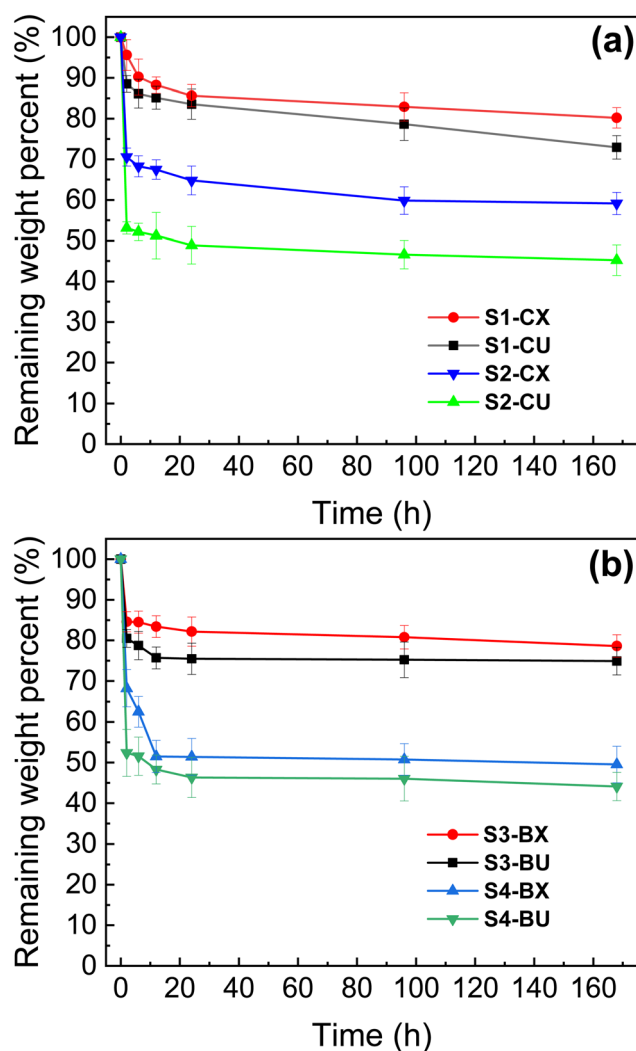 (a)
Remaining weight percent (%)
100
90
80
70
60
50
40
30
20
10
0
S1-CX
S1-CU
S2-CX
S2-CU
0 20 40 60 80 100 120 140 160
Time (h)
(b)
Remaining weight percent (%)
100
90
80
70
60
50
40
30
20
10
0
S3-BX
S3-BU
S4-BX
S4-BU
0 20 40 60 80 100 120 140 160
Time (h)